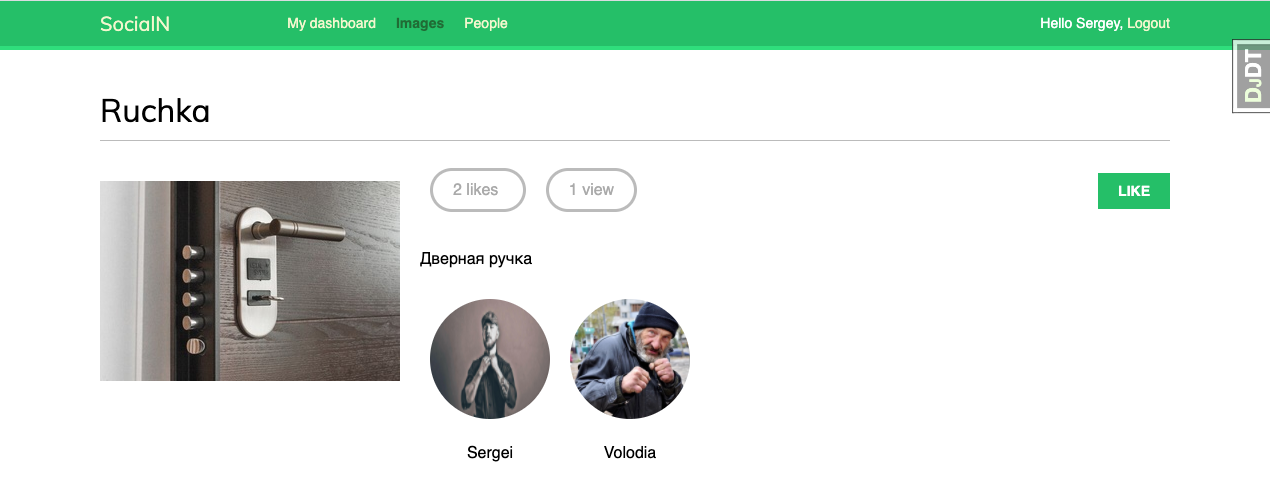 SocialN My dashboard Images People Hello Sergey, Logout
DJDT
Ruchka
2 likes 1 view LIKE
Дверная ручка
Sergei Volodia